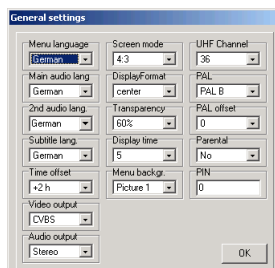 General settings
Menu language
German
Main audio lang
German
2nd audio lang.
German
Subtitle lang.
German
Time offset
+2 h
Video output
CVBS
Audio output
Stereo
Screen mode
4:3
DisplayFormat
center
Transparency
60%
Display time
5
Menu backgr.
Picture 1
UHF Channel
36
PAL
PAL B
PAL offset
0
Parental
No
PIN
0
OK